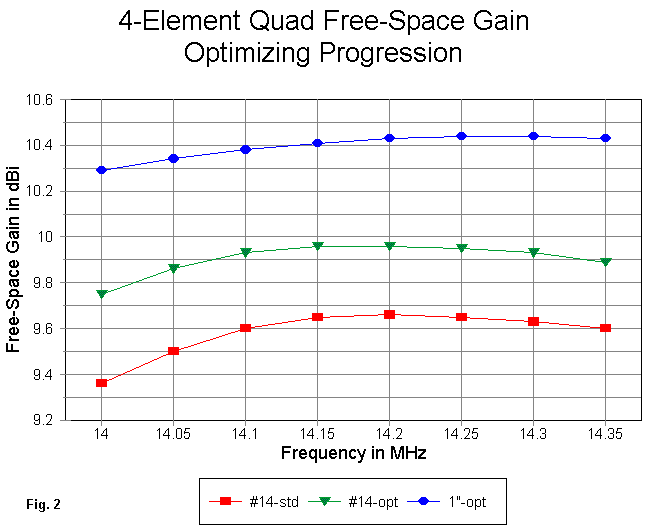 4-Element Quad Free-Space Gain
Optimizing Progression
Free-Space Gain in dBi
10.6
10.4
10.2
10
9.8
9.6
9.4
9.2
14 14.05 14.1 14.15 14.2 14.25 14.3 14.35
Frequency in MHz
Fig. 2
#14-std #14-opt 1"-opt